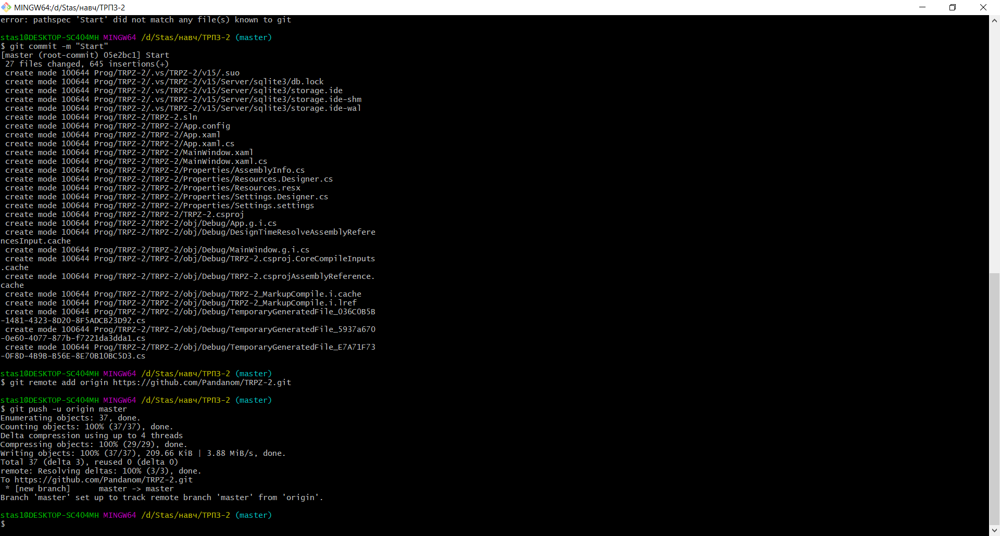 MINGW64:/d/Stas/навч/ТРПЗ-2
error: pathspec 'Start' did not match any file(s) known to git
stas1@DESKTOP-SC4O4MH MINGW64 /d/Stas/навч/ТРПЗ-2 (master)
$ git commit -m "Start"
[master (root-commit) 05e2bc1] Start
 27 files changed, 645 insertions(+)
 create mode 100644 Prog/TRPZ-2/.vs/TRPZ-2/v15/.suo
 create mode 100644 Prog/TRPZ-2/.vs/TRPZ-2/v15/Server/sqlite3/db.lock
 create mode 100644 Prog/TRPZ-2/.vs/TRPZ-2/v15/Server/sqlite3/storage.ide
 create mode 100644 Prog/TRPZ-2/.vs/TRPZ-2/v15/Server/sqlite3/storage.ide-shm
 create mode 100644 Prog/TRPZ-2/.vs/TRPZ-2/v15/Server/sqlite3/storage.ide-wal
 create mode 100644 Prog/TRPZ-2/TRPZ-2.sln
 create mode 100644 Prog/TRPZ-2/TRPZ-2/App.config
 create mode 100644 Prog/TRPZ-2/TRPZ-2/App.xaml
 create mode 100644 Prog/TRPZ-2/TRPZ-2/App.xaml.cs
 create mode 100644 Prog/TRPZ-2/TRPZ-2/MainWindow.xaml
 create mode 100644 Prog/TRPZ-2/TRPZ-2/MainWindow.xaml.cs
 create mode 100644 Prog/TRPZ-2/TRPZ-2/Properties/AssemblyInfo.cs
 create mode 100644 Prog/TRPZ-2/TRPZ-2/Properties/Resources.Designer.cs
 create mode 100644 Prog/TRPZ-2/TRPZ-2/Properties/Resources.resx
 create mode 100644 Prog/TRPZ-2/TRPZ-2/Properties/Settings.Designer.cs
 create mode 100644 Prog/TRPZ-2/TRPZ-2/Properties/Settings.settings
 create mode 100644 Prog/TRPZ-2/TRPZ-2/TRPZ-2.csproj
 create mode 100644 Prog/TRPZ-2/TRPZ-2/obj/Debug/App.g.i.cs
 create mode 100644 Prog/TRPZ-2/TRPZ-2/obj/Debug/DesignTimeResolveAssemblyRefere
ncesInput.cache
 create mode 100644 Prog/TRPZ-2/TRPZ-2/obj/Debug/MainWindow.g.i.cs
 create mode 100644 Prog/TRPZ-2/TRPZ-2/obj/Debug/TRPZ-2.csproj.CoreCompileInputs
.cache
 create mode 100644 Prog/TRPZ-2/TRPZ-2/obj/Debug/TRPZ-2.csprojAssemblyReference.
cache
 create mode 100644 Prog/TRPZ-2/TRPZ-2/obj/Debug/TRPZ-2_MarkupCompile.i.cache
 create mode 100644 Prog/TRPZ-2/TRPZ-2/obj/Debug/TRPZ-2_MarkupCompile.i.lref
 create mode 100644 Prog/TRPZ-2/TRPZ-2/obj/Debug/TemporaryGeneratedFile_036C0B5B
-1481-4323-8D20-8F5ADCB23D92.cs
 create mode 100644 Prog/TRPZ-2/TRPZ-2/obj/Debug/TemporaryGeneratedFile_5937a670
-0e60-4077-877b-f7221da3dda1.cs
 create mode 100644 Prog/TRPZ-2/TRPZ-2/obj/Debug/TemporaryGeneratedFile_E7A71F73
-0F8D-4B9B-B56E-8E70B10BC5D3.cs
stas1@DESKTOP-SC4O4MH MINGW64 /d/Stas/навч/ТРПЗ-2 (master)
$ git remote add origin https://github.com/Pandanom/TRPZ-2.git
stas1@DESKTOP-SC4O4MH MINGW64 /d/Stas/навч/ТРПЗ-2 (master)
$ git push -u origin master
Enumerating objects: 37, done.
Counting objects: 100% (37/37), done.
Delta compression using up to 4 threads
Compressing objects: 100% (29/29), done.
Writing objects: 100% (37/37), 209.66 KiB | 3.88 MiB/s, done.
Total 37 (delta 3), reused 0 (delta 0)
remote: Resolving deltas: 100% (3/3), done.
To https://github.com/Pandanom/TRPZ-2.git
 * [new branch]      master -> master
Branch 'master' set up to track remote branch 'master' from 'origin'.
stas1@DESKTOP-SC4O4MH MINGW64 /d/Stas/навч/ТРПЗ-2 (master)
$